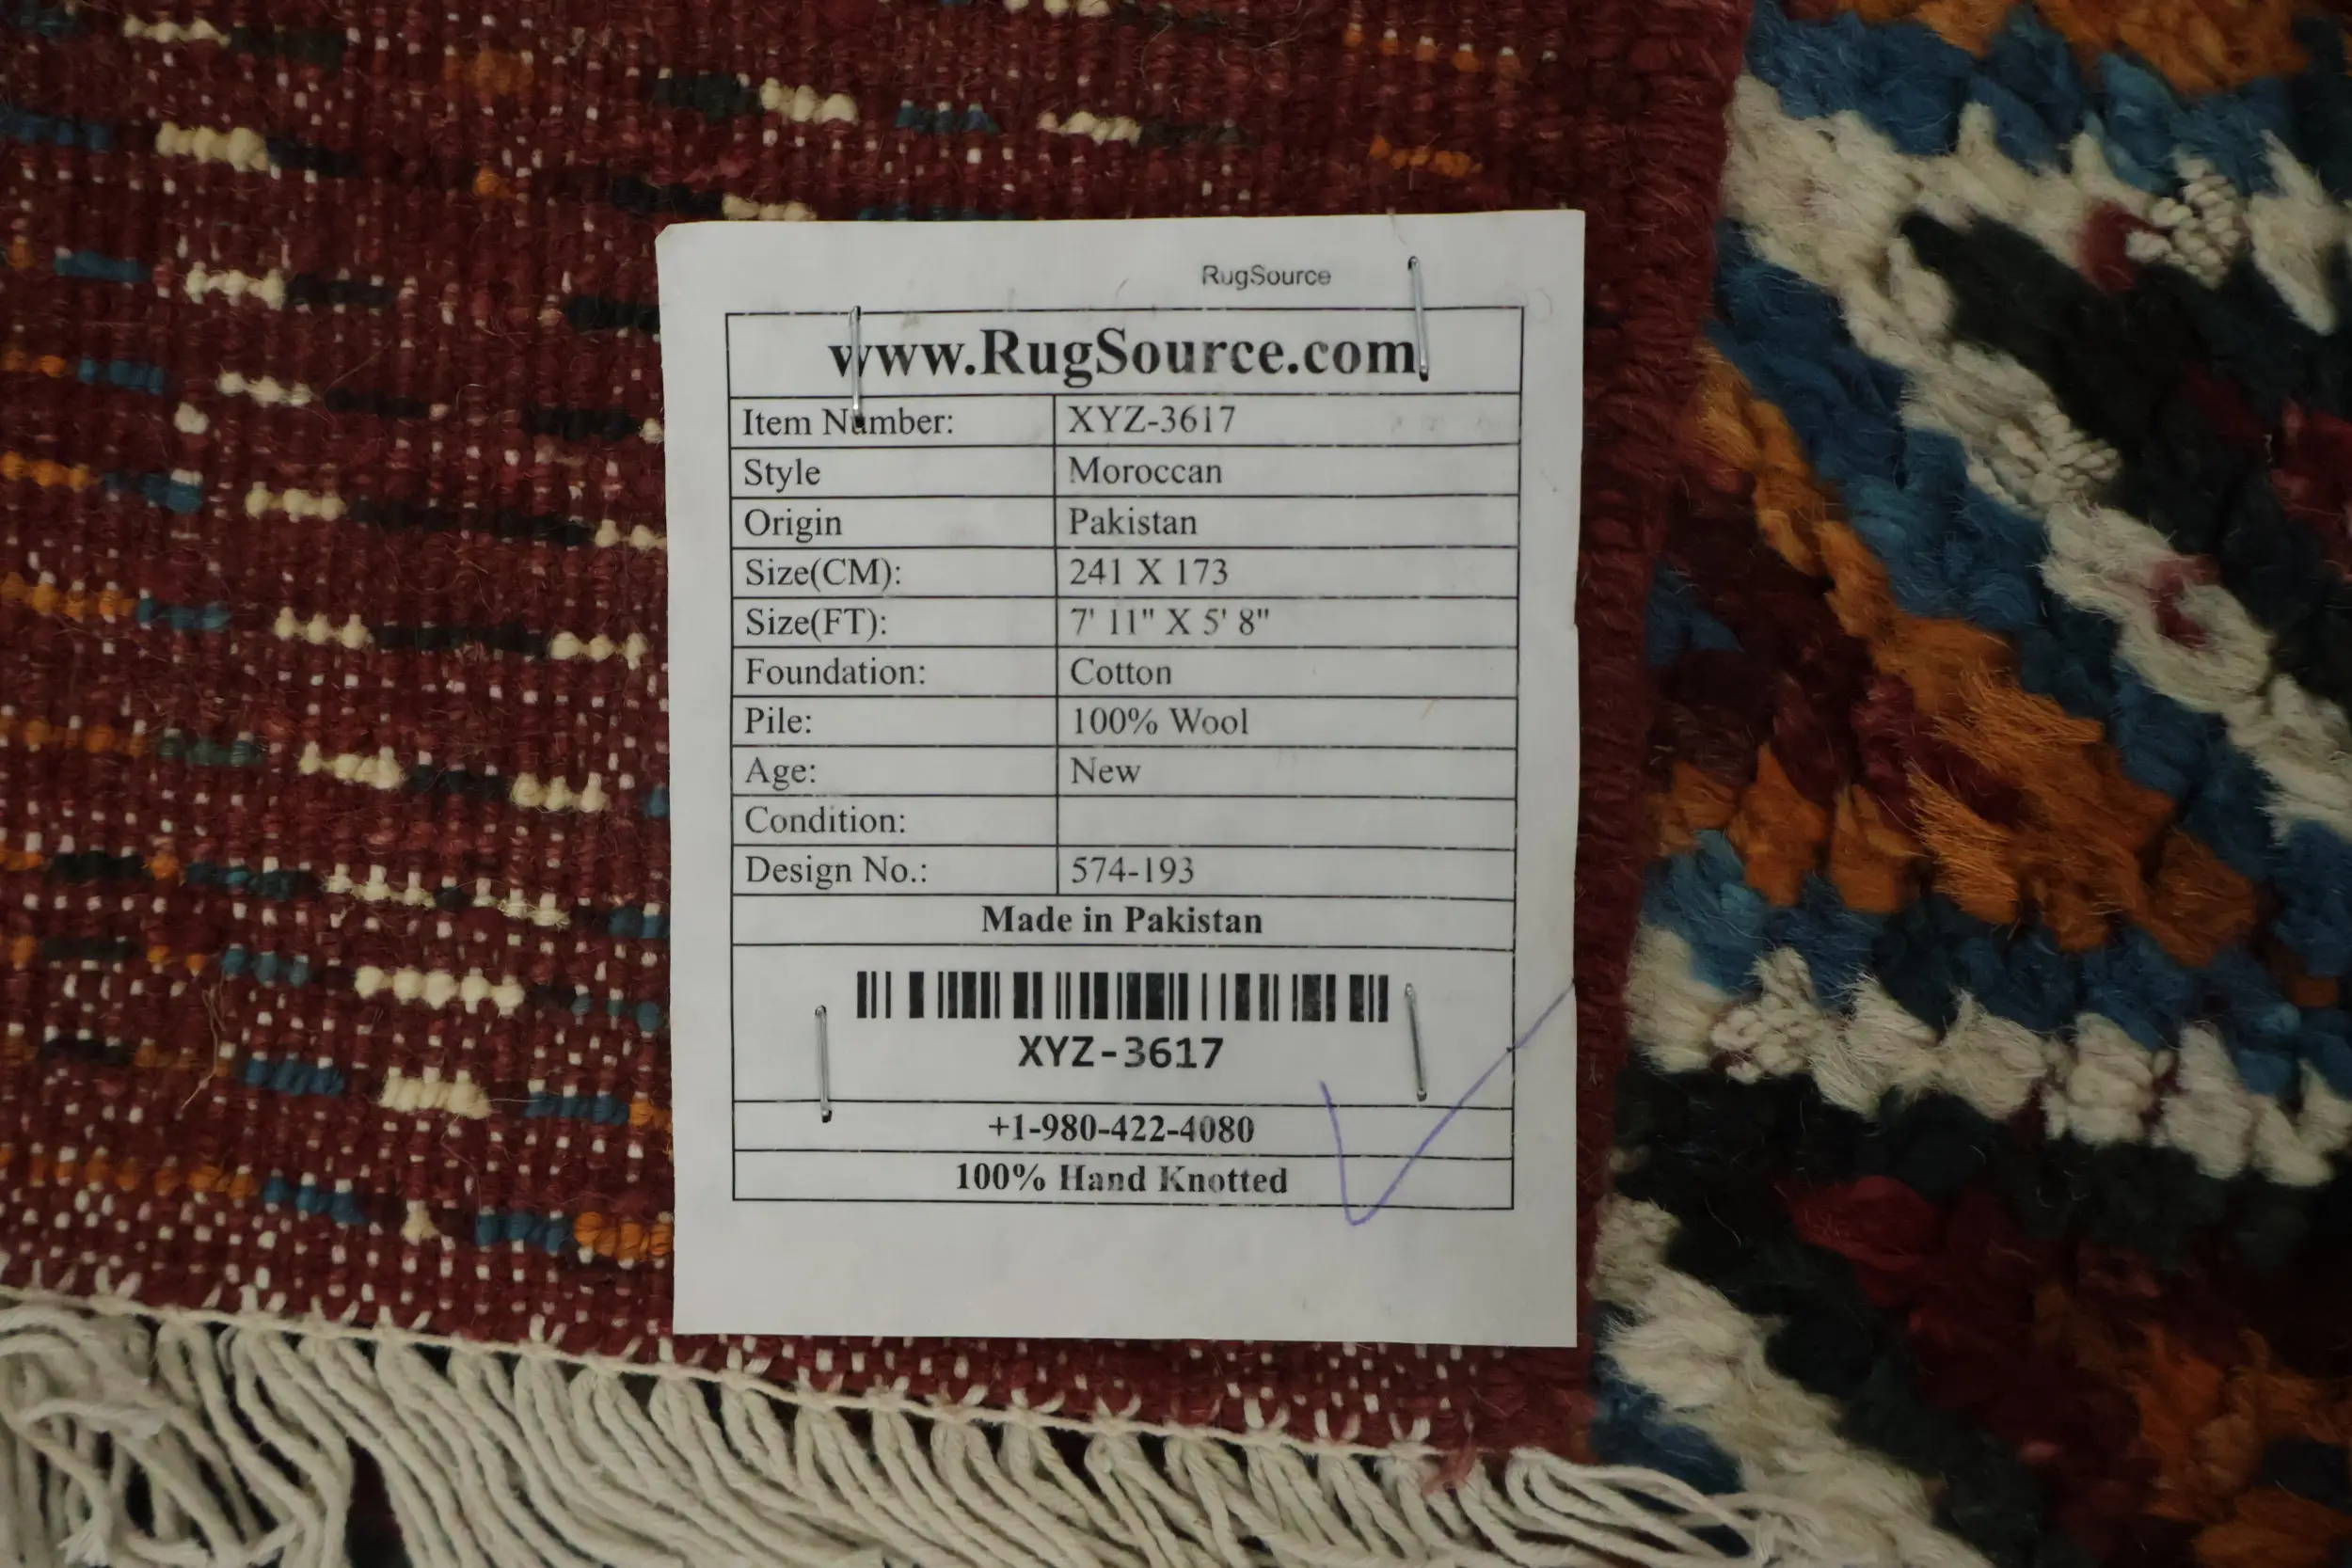 RugSource
www.RugSource.com
Item Number: XYZ-3617
Style Moroccan
Origin Pakistan
Size(CM): 241 X 173
Size(FT): 7' 11" X 5' 8"
Foundation: Cotton
Pile: 100% Wool
Age: New
Condition:
Design No.: 574-193
Made in Pakistan
XYZ-3617
+1-980-422-4080
100% Hand Knotted